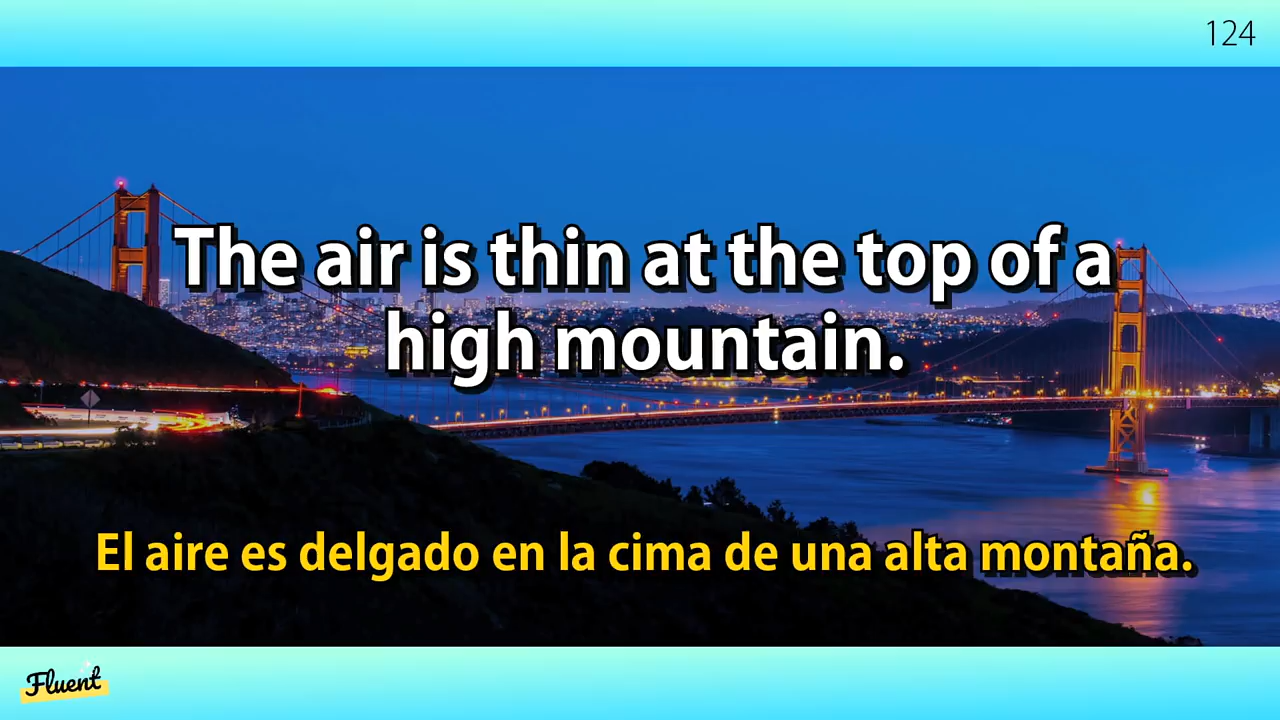 124
The air is thin at the top of a
high mountain.
El aire es delgado en la cima de una alta montaña.
Fluent